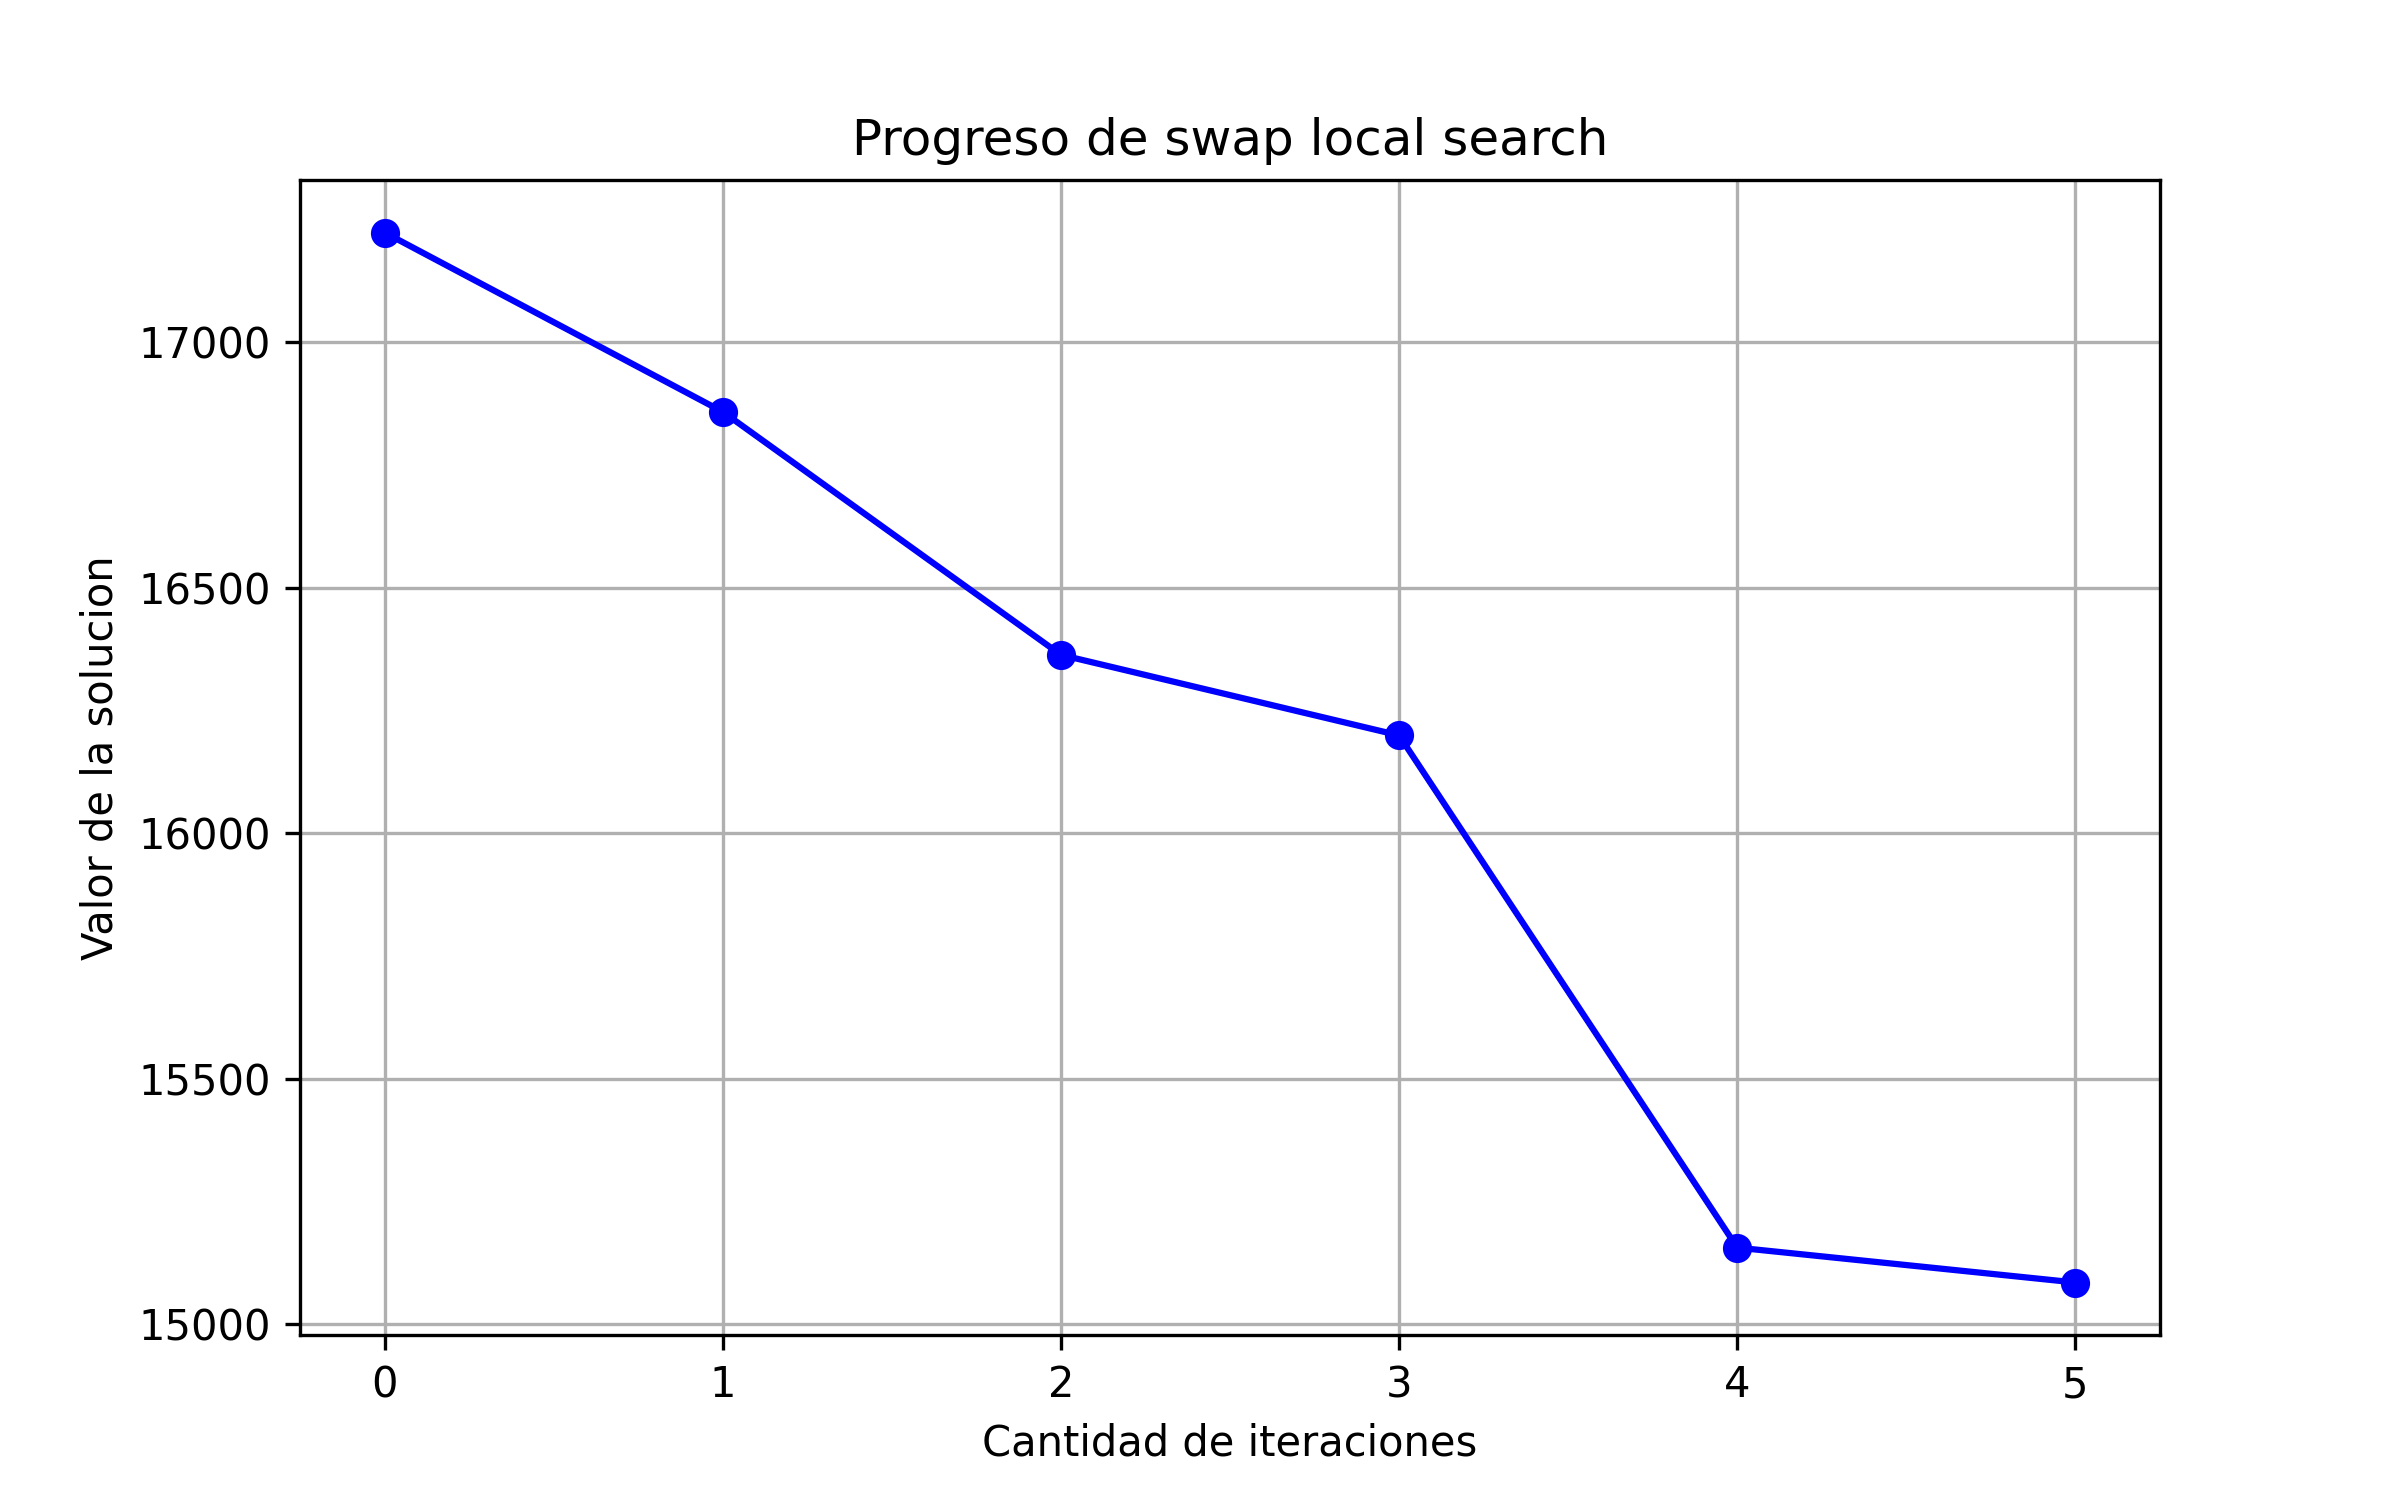 Progreso de swap local search
17000
16500
16000
15500
15000
Valor de la solucion
0 1 2 3 4 5
Cantidad de iteraciones